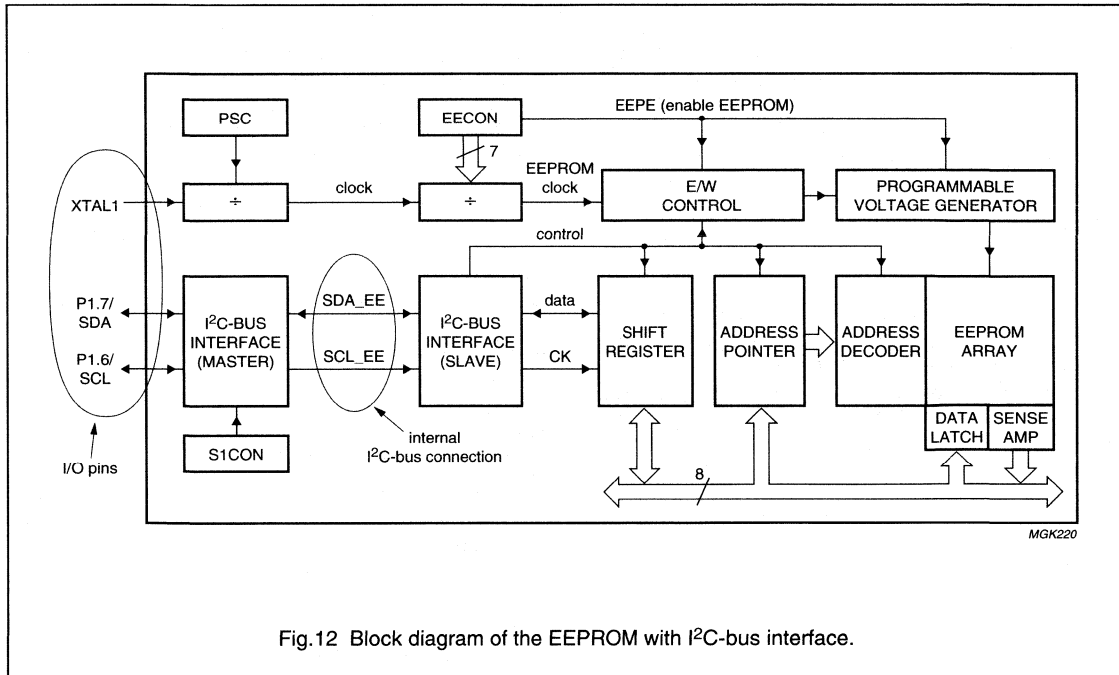 EEPE (enable EEPROM)
PSC
EECON
7
EEPROM
clock
clock
XTAL1
÷
÷
E/W
CONTROL
PROGRAMMABLE
VOLTAGE GENERATOR
control
P1.7/
SDA
P1.6/
SCL
I²C-BUS
INTERFACE
(MASTER)
SDA_EE
SCL_EE
I²C-BUS
INTERFACE
(SLAVE)
data
CK
SHIFT
REGISTER
ADDRESS
POINTER
ADDRESS
DECODER
EEPROM
ARRAY
DATA
LATCH
SENSE
AMP
S1CON
I/O pins
internal
I²C-bus connection
8
MGK220
Fig.12 Block diagram of the EEPROM with I²C-bus interface.